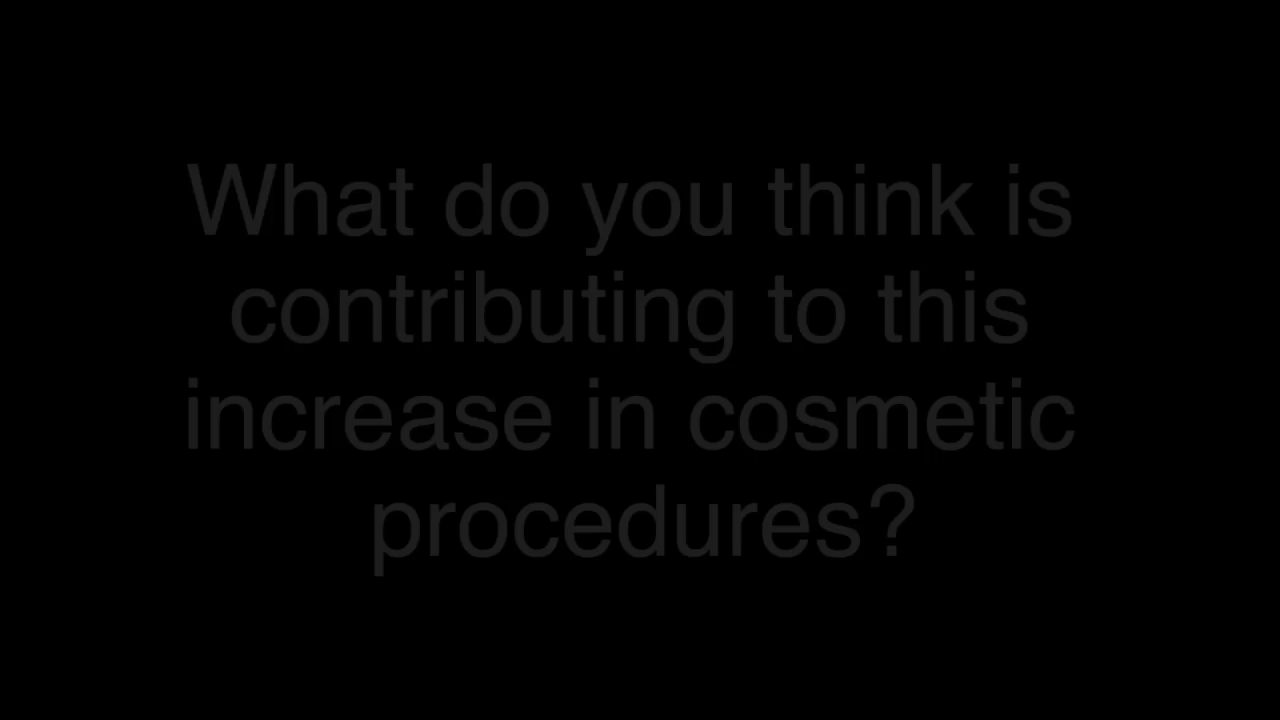 What do you think is
contributing to this
increase in cosmetic
procedures?